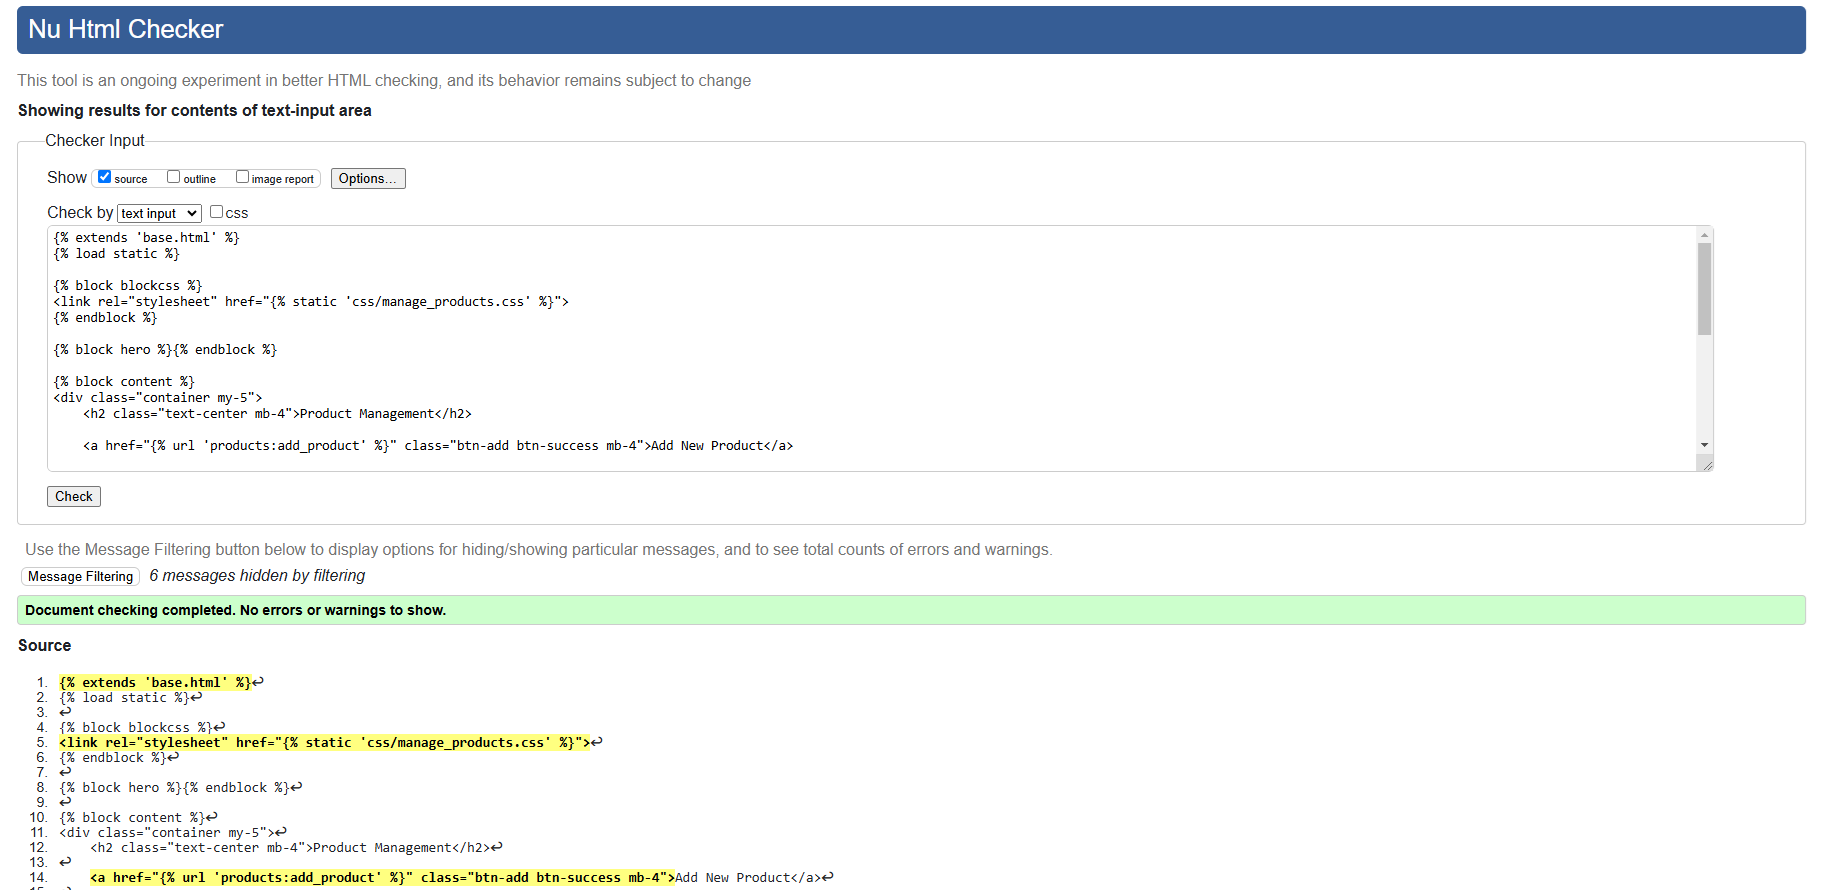 Nu Html Checker
This tool is an ongoing experiment in better HTML checking, and its behavior remains subject to change
Showing results for contents of text-input area
Checker Input
Show source outline image report Options...
Check by text input css
{% extends 'base.html' %}
{% load static %}
{% block blockcss %}
<link rel="stylesheet" href="{% static 'css/manage_products.css' %}">
{% endblock %}
{% block hero %}{% endblock %}
{% block content %}
<div class="container my-5">
<h2 class="text-center mb-4">Product Management</h2>
<a href="{% url 'products:add_product' %}" class="btn-add btn-success mb-4">Add New Product</a>
Check
Use the Message Filtering button below to display options for hiding/showing particular messages, and to see total counts of errors and warnings.
Message Filtering 6 messages hidden by filtering
Document checking completed. No errors or warnings to show.
Source
1. {% extends 'base.html' %}↩
2. {% load static %}↩
3. ↩
4. {% block blockcss %}↩
5. <link rel="stylesheet" href="{% static 'css/manage_products.css' %}">↩
6. {% endblock %}↩
7. ↩
8. {% block hero %}{% endblock %}↩
9. ↩
10. {% block content %}↩
11. <div class="container my-5">↩
12. <h2 class="text-center mb-4">Product Management</h2>↩
13. ↩
14. <a href="{% url 'products:add_product' %}" class="btn-add btn-success mb-4">Add New Product</a>↩